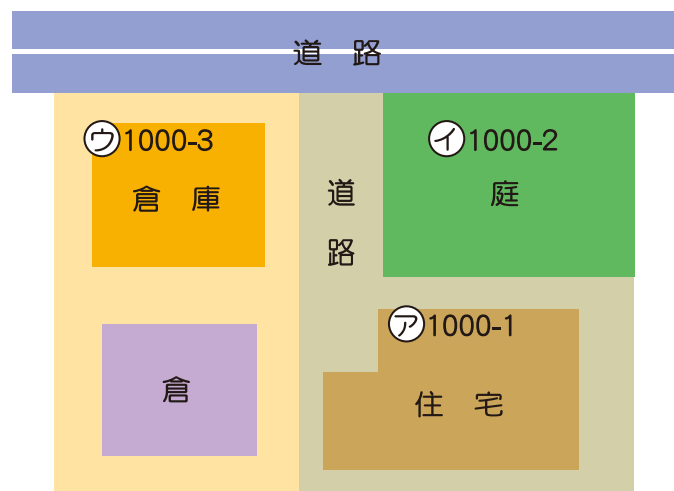 道 路
㋒1000-3
倉 庫
㋑1000-2
庭
道
路
㋐1000-1
住 宅
倉